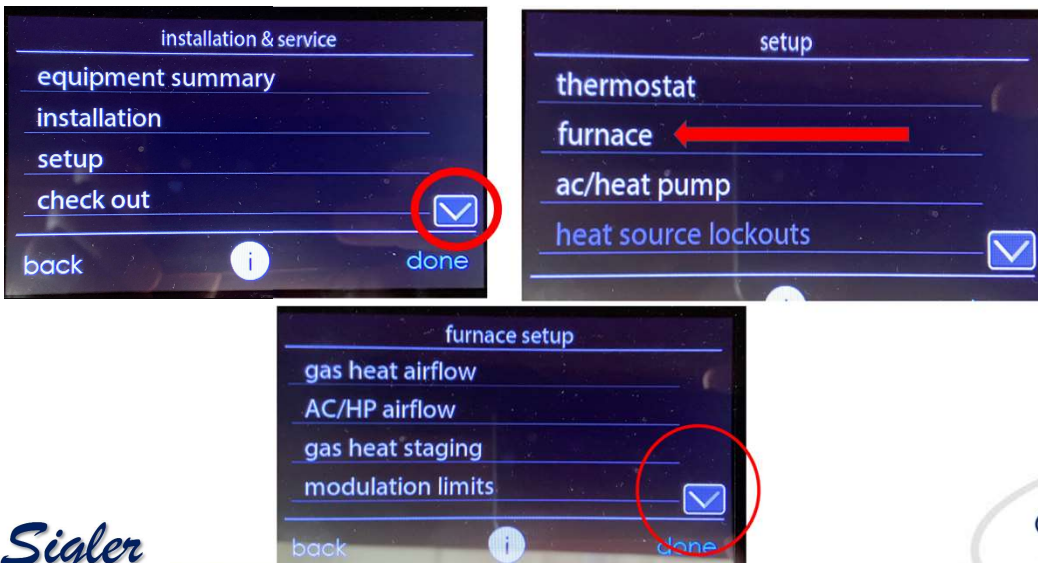 installation & service
equipment summary
installation
setup
check out
back
i
done
setup
thermostat
furnace
ac/heat pump
heat source lockouts
furnace setup
gas heat airflow
AC/HP airflow
gas heat staging
modulation limits
back
i
done
Sigler